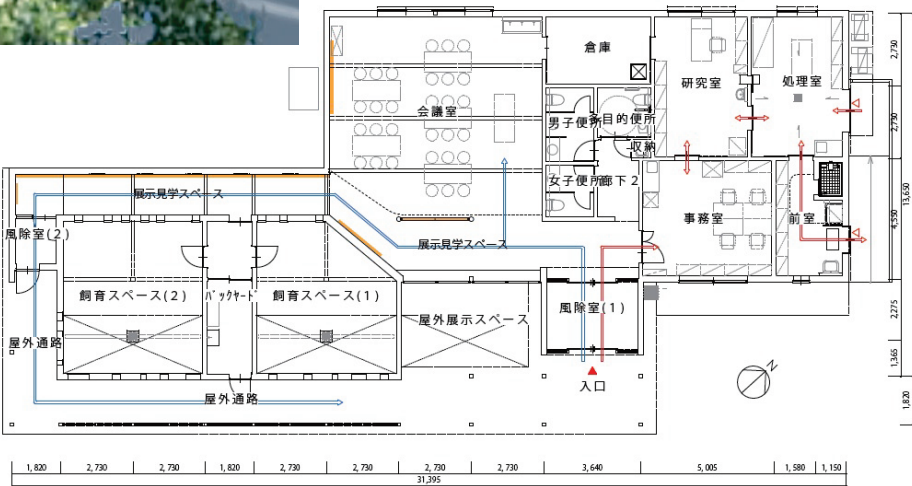 倉庫
研究室
処理室
会議室
男子便所
多目的便所
収納
女子便所
廊下2
事務室
前室
展示見学スペース
展示見学スペース
風除室(2)
飼育スペース(2)
バックヤード
飼育スペース(1)
屋外展示スペース
風除室(1)
屋外通路
屋外通路
入口
N
2,730
2,730
4,550
13,650
2,275
1,365
1,820
1,820
2,730
2,730
1,820
2,730
2,730
2,730
2,730
3,640
5,005
1,580
1,150
31,395